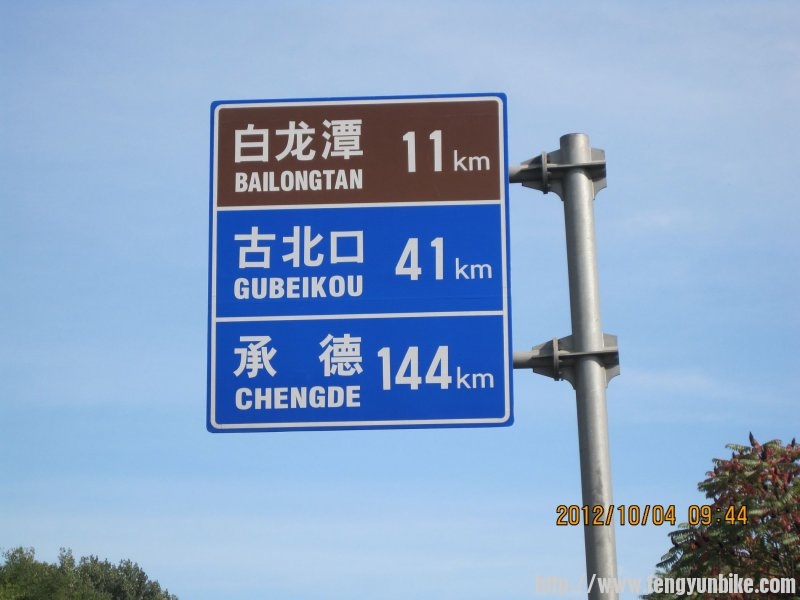 白龙潭 11 km
BAILONGTAN
古北口 41 km
GUBEIKOU
承 德 144 km
CHENGDE
2012/10/04 09:44
http://www.fengyunbike.com